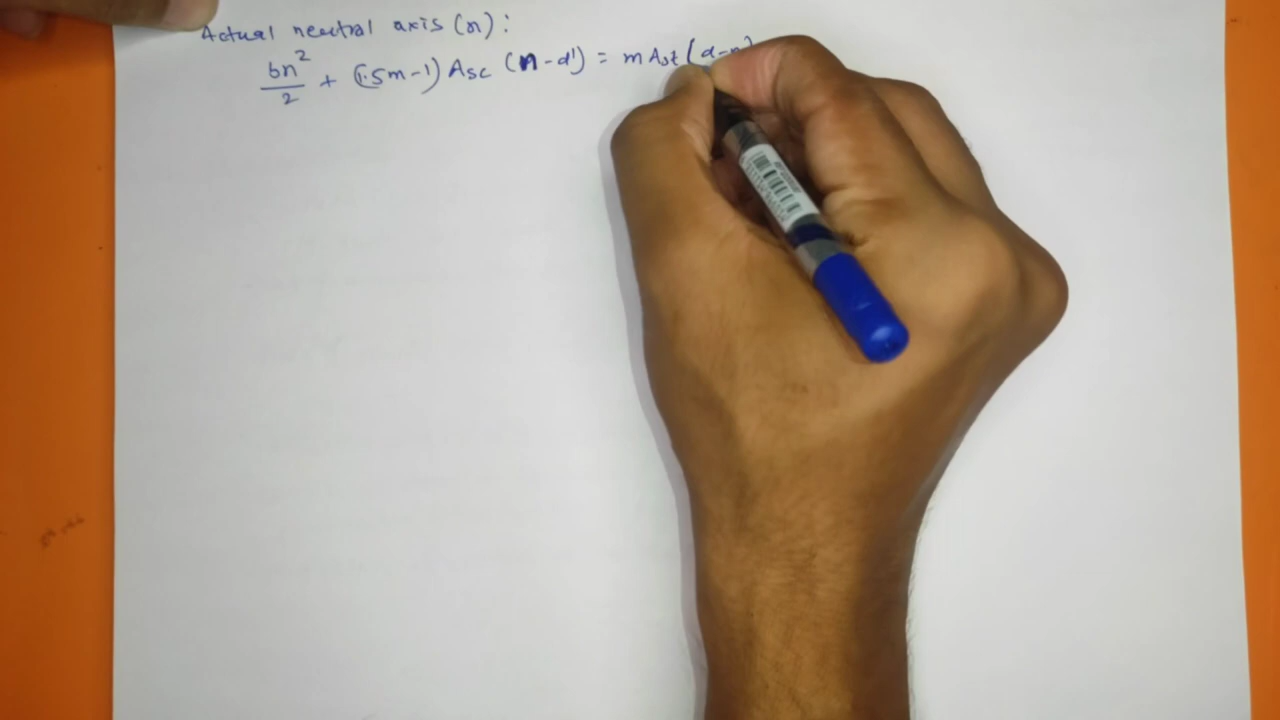 Actual neutral axis (n):
bn²/2 + (1.5m-1) Asc (n-d') = m Ast (d-n)